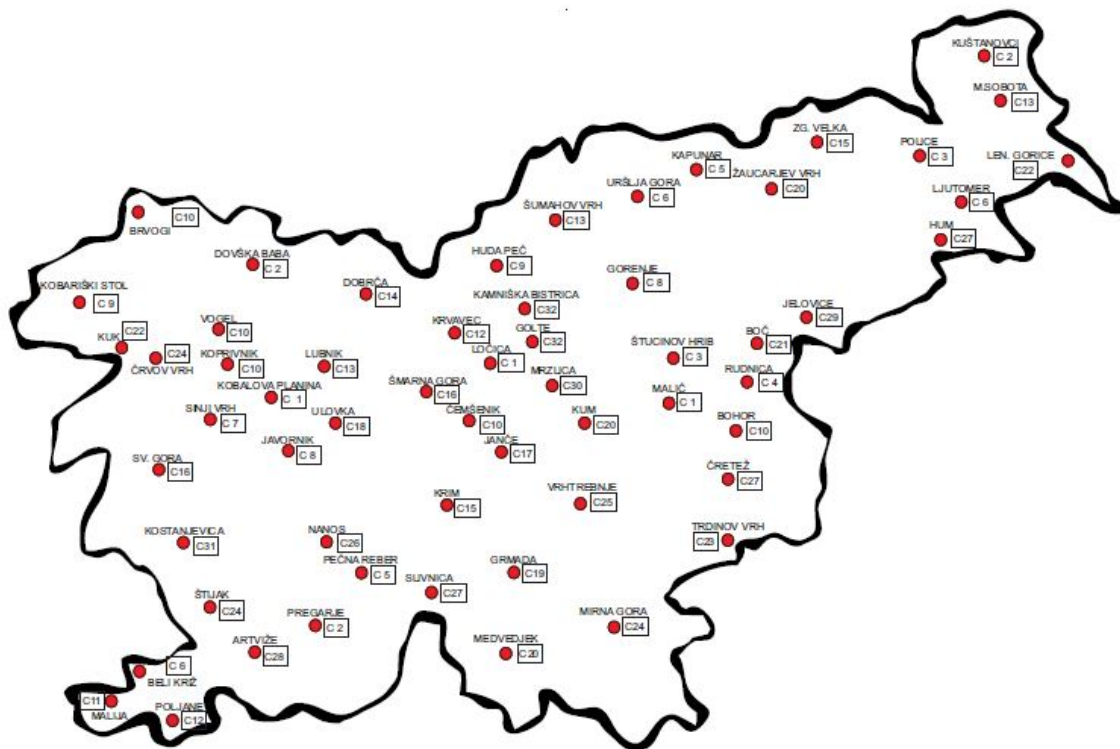 KUŠTANOVCI
C 2
M.SOBOTA
C13
ZG. VELKA
C15
POLICE
C 3
LEN. GORICE
C22
KAPUNAR
C 5
ŽAUCARJEV VRH
C20
URŠLJA GORA
C 6
LJUTOMER
C 6
ŠUMAHOV VRH
C13
HUM
C27
C10
BRVOGI
DOVŠKA BABA
C 2
HUDA PEČ
C 9
GORENJE
C 8
DOBRČA
C14
KOBARIŠKI STOL
C 9
KAMNIŠKA BISTRICA
C32
JELOVICE
C29
VOGEL
C10
KRVAVEC
C12
GOLTE
C32
C22
KUK
C24
ČRVOV VRH
BOČ
C21
KOPRIVNIK
C10
LUBNIK
C13
LOČICA
C 1
ŠTUCINOV HRIB
C 3
MRZLICA
C30
RUDNICA
C 4
KOBALOVA PLANINA
C 1
ŠMARNA GORA
C16
MALIČ
C 1
SINJI VRH
C 7
ULOVKA
C18
ČEMŠENIK
C10
KUM
C20
BOHOR
C10
JAVORNIK
C 8
JANČE
C17
SV. GORA
C16
ČRETEŽ
C27
KRIM
C15
VRHTREBNJE
C25
KOSTANJEVICA
C31
NANOS
C26
TRDINOV VRH
C23
PEČNA REBER
C 5
GRMADA
C19
SLIVNICA
C27
ŠTIJAK
C24
PREGARJE
C 2
MIRNA GORA
C24
ARTVIŽE
C28
MEDVEDJEK
C20
C 6
BELI KRIŽ
C11
MALIJA
POLJANE
C12